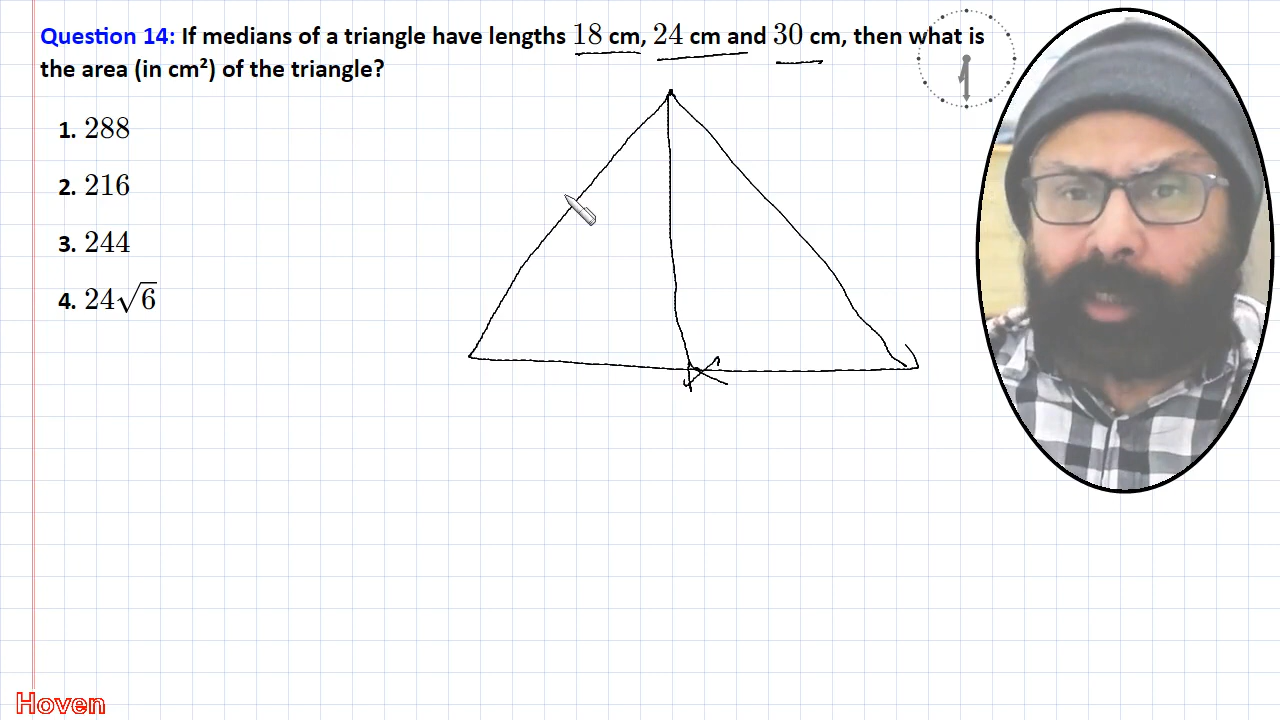 Question 14: If medians of a triangle have lengths 18 cm, 24 cm and 30 cm, then what is
the area (in cm²) of the triangle?
1. 288
2. 216
3. 244
4. 24√6
Hoven